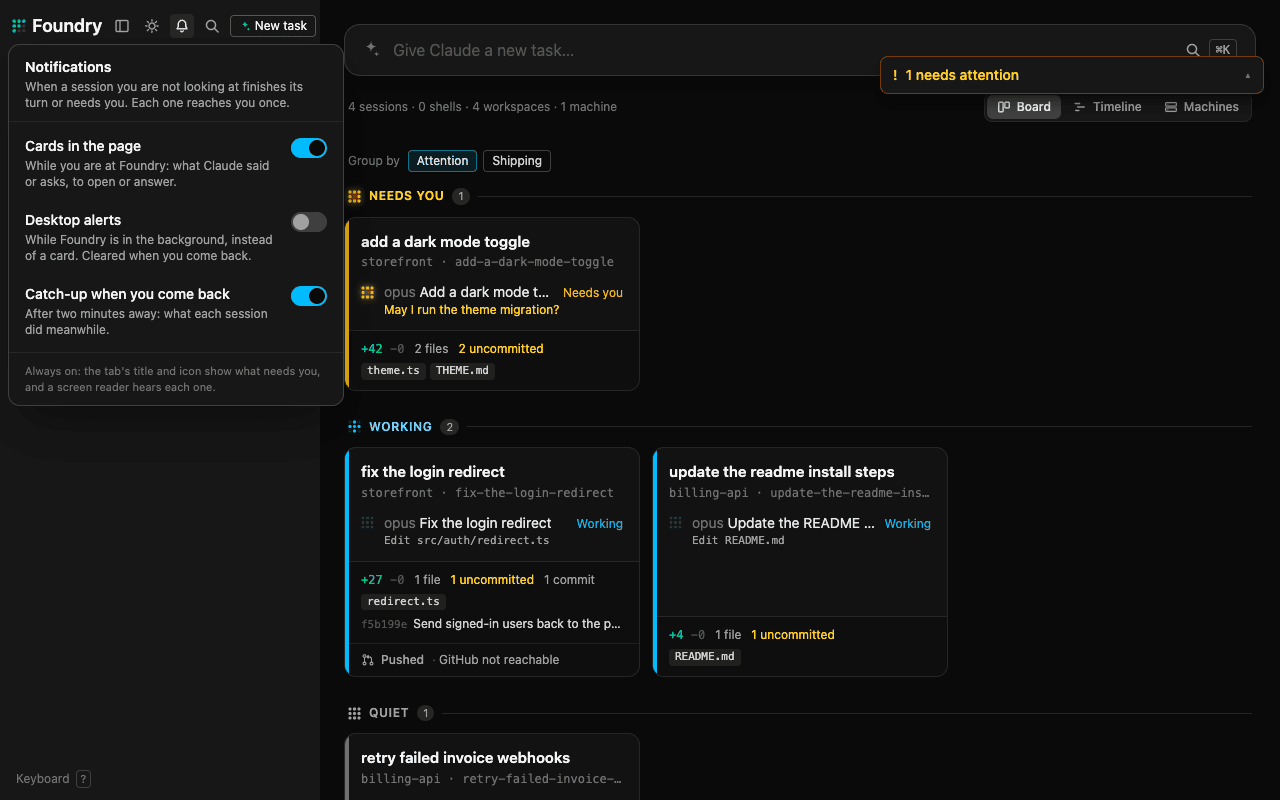 Foundry
New task
Notifications
When a session you are not looking at finishes its
turn or needs you. Each one reaches you once.
Cards in the page
While you are at Foundry: what Claude said
or asks, to open or answer.
Desktop alerts
While Foundry is in the background, instead
of a card. Cleared when you come back.
Catch-up when you come back
After two minutes away: what each session
did meanwhile.
Always on: the tab's title and icon show what needs you,
and a screen reader hears each one.
Keyboard ?
Give Claude a new task...
⌘K
! 1 needs attention
4 sessions · 0 shells · 4 workspaces · 1 machine
Board Timeline Machines
Group by Attention Shipping
NEEDS YOU 1
add a dark mode toggle
storefront · add-a-dark-mode-toggle
opus Add a dark mode t... Needs you
May I run the theme migration?
+42 −0 2 files 2 uncommitted
theme.ts THEME.md
WORKING 2
fix the login redirect
storefront · fix-the-login-redirect
opus Fix the login redirect Working
Edit src/auth/redirect.ts
+27 −0 1 file 1 uncommitted 1 commit
redirect.ts
f5b199e Send signed-in users back to the p...
Pushed · GitHub not reachable
update the readme install steps
billing-api · update-the-readme-ins...
opus Update the README ... Working
Edit README.md
+4 −0 1 file 1 uncommitted
README.md
QUIET 1
retry failed invoice webhooks
billing-api · retry-failed-invoice-...